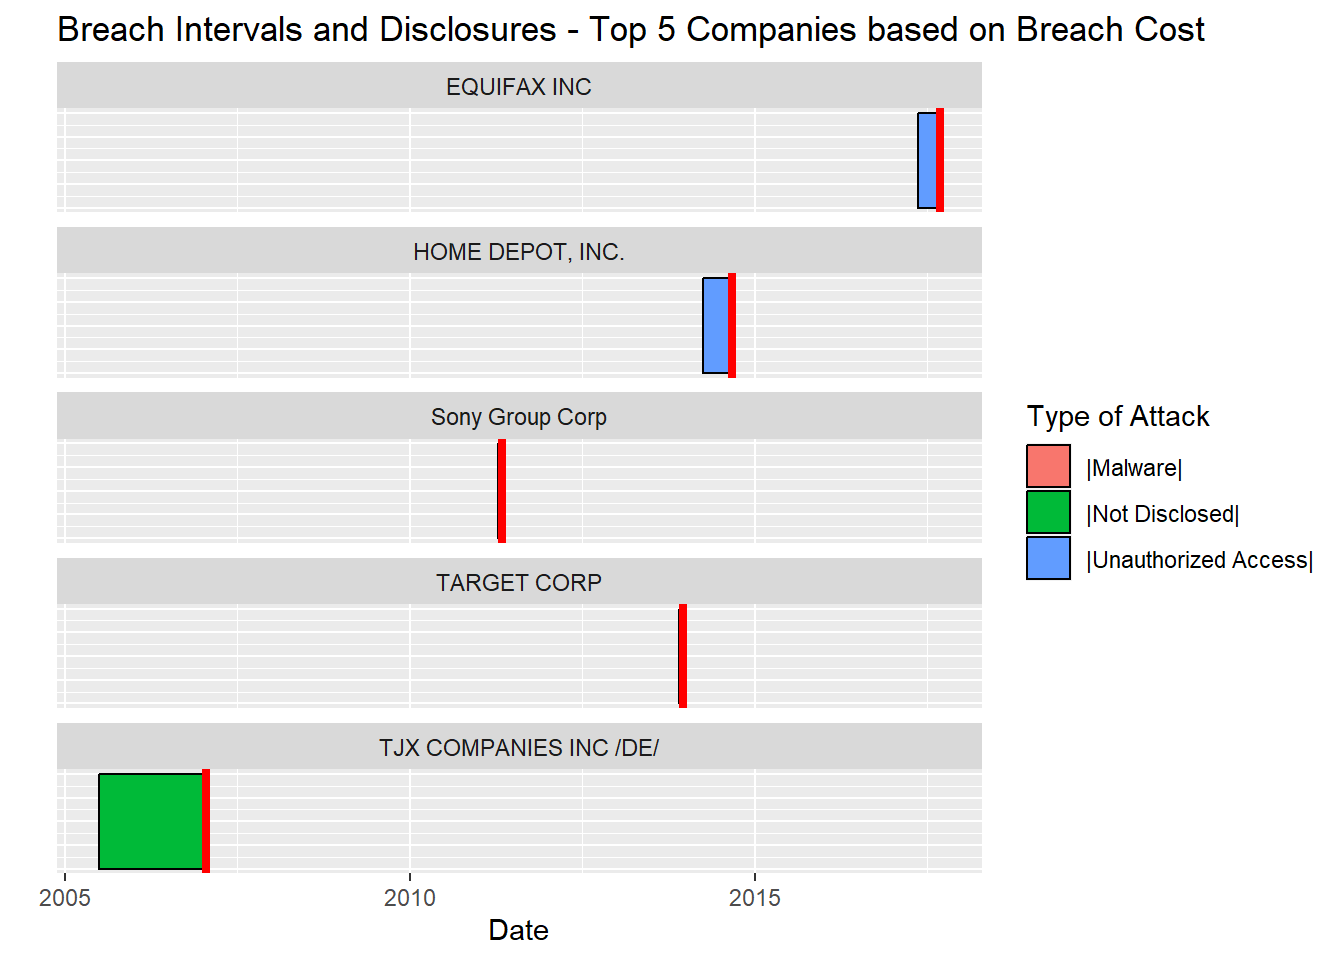 Breach Intervals and Disclosures - Top 5 Companies based on Breach Cost
EQUIFAX INC
HOME DEPOT, INC.
Sony Group Corp
TARGET CORP
TJX COMPANIES INC /DE/
2005
2010
2015
Date
Type of Attack
|Malware|
|Not Disclosed|
|Unauthorized Access|